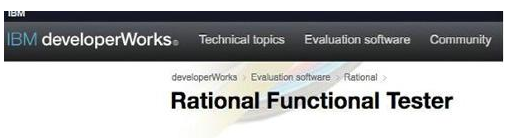 IBM
IBM developerWorks®
Technical topics Evaluation software Community
developerWorks > Evaluation software > Rational >
Rational Functional Tester